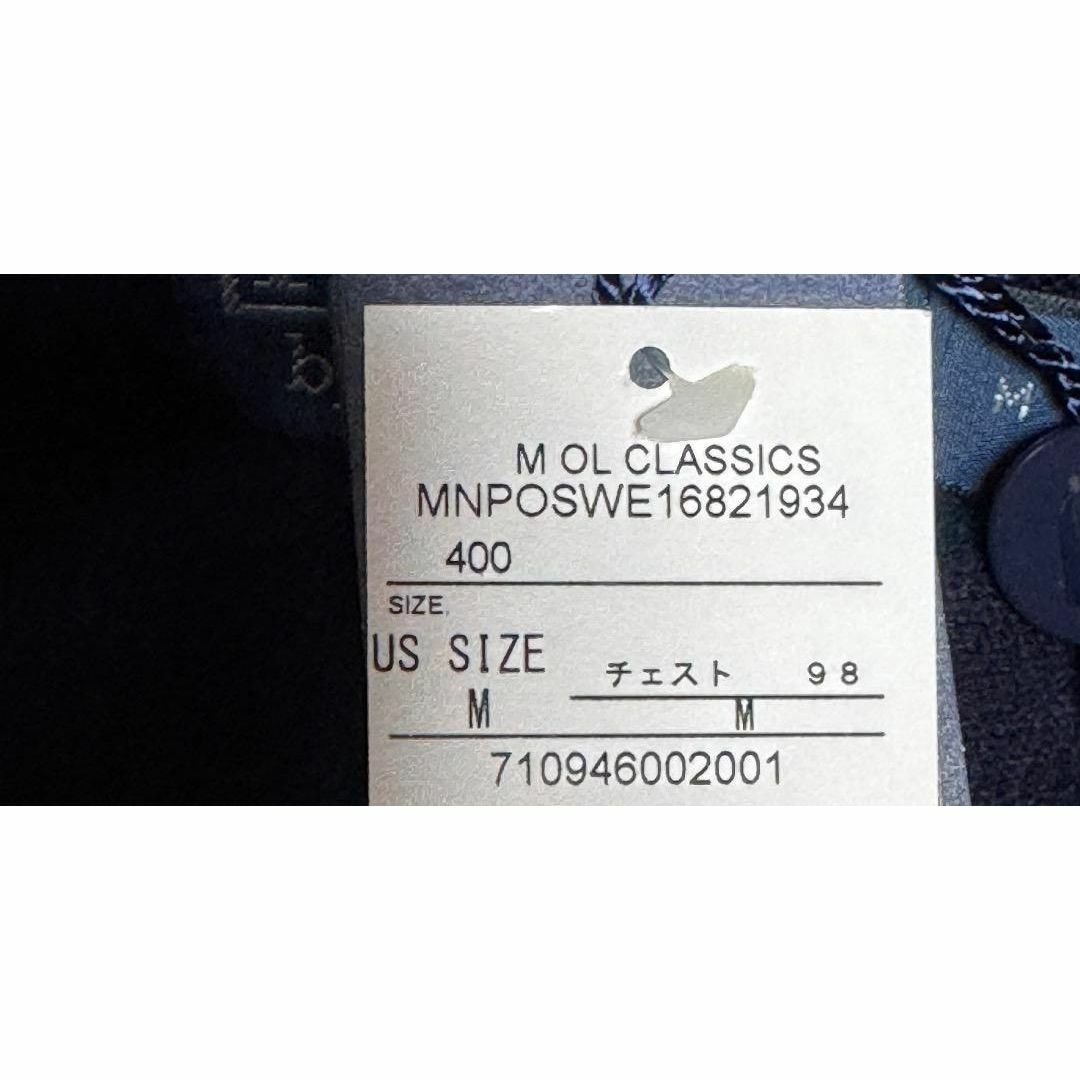 M OL CLASSICS
MNPOSWE16821934
400
SIZE
US SIZE
チェスト 98
M
M
710946002001
M